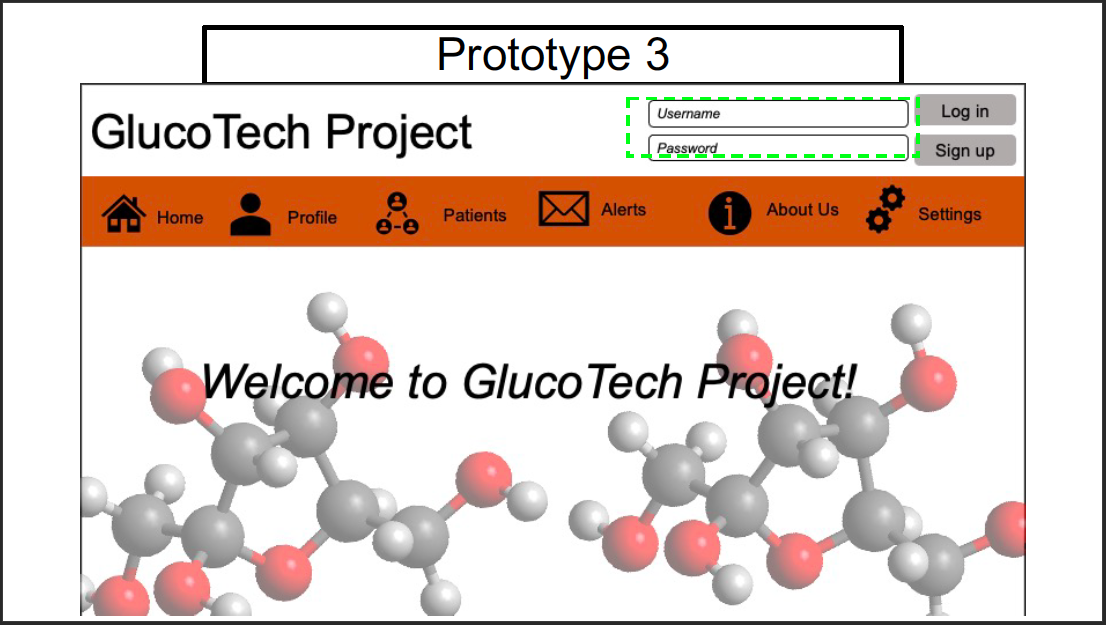 Prototype 3
GlucoTech Project
Username
Log in
Password
Sign up
Home
Profile
Patients
Alerts
About Us
Settings
Welcome to GlucoTech Project!